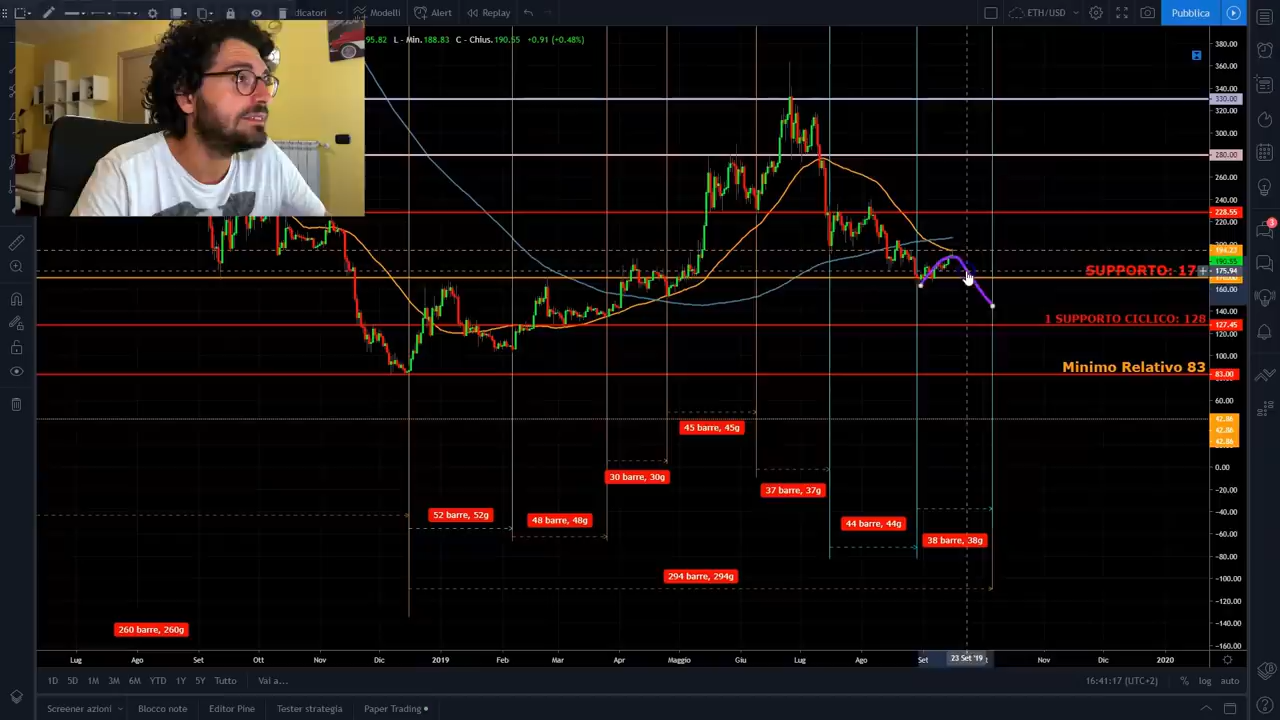 ndicatori
Modelli
Alert
Replay
ETH/USD
Pubblica
95.82 L - Min. 188.83 C - Chius. 190.55 +0.91 (+0.48%)
380.00
360.00
330.00
320.00
300.00
280.00
260.00
240.00
228.55
220.00
194.23
190.55
SUPPORTO: 17
175.94
160.00
140.00
1 SUPPORTO CICLICO: 128
127.45
120.00
100.00
Minimo Relativo 83
83.00
60.00
42.86
42.86
42.86
0.00
−20.00
−40.00
−60.00
−80.00
−100.00
−120.00
−140.00
−160.00
45 barre, 45g
30 barre, 30g
37 barre, 37g
52 barre, 52g
48 barre, 48g
44 barre, 44g
38 barre, 38g
294 barre, 294g
260 barre, 260g
Lug Ago Set Ott Nov Dic 2019 Feb Mar Apr Maggio Giu Lug Ago Set 23 Set '19 Nov Dic 2020
1D 5D 1M 3M 6M YTD 1Y 5Y Tutto Vai a...
16:41:17 (UTC+2) % log auto
Screener azioni Blocco note Editor Pine Tester strategia Paper Trading